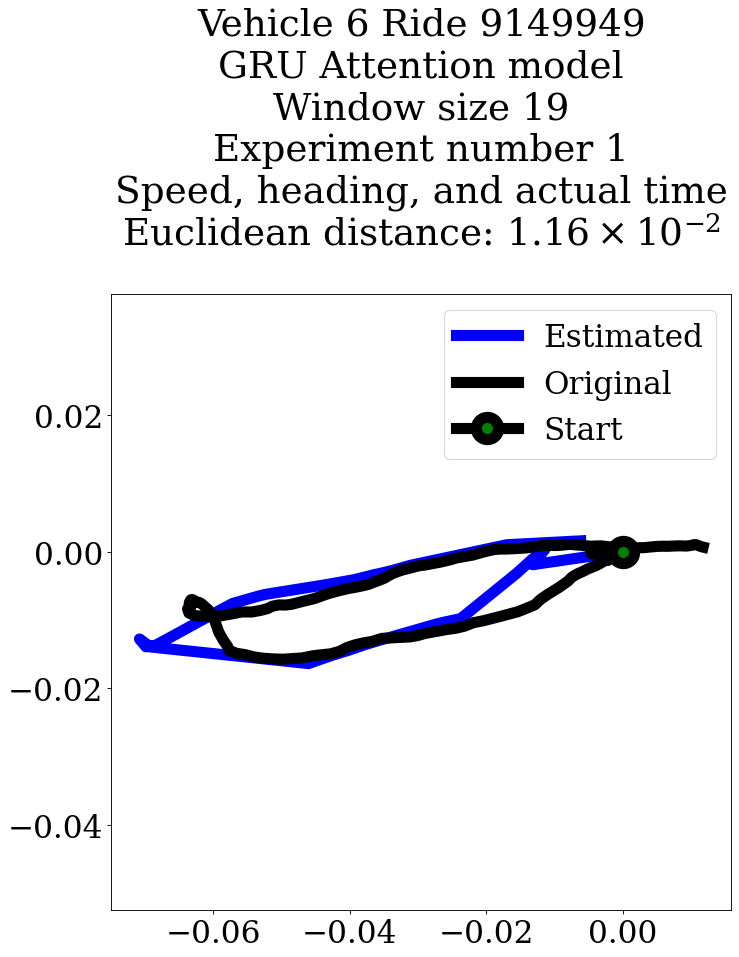 Vehicle 6 Ride 9149949
GRU Attention model
Window size 19
Experiment number 1
Speed, heading, and actual time
Euclidean distance: 1.16 × 10⁻²
Estimated
Original
Start
0.02
0.00
−0.02
−0.04
−0.06 −0.04 −0.02 0.00